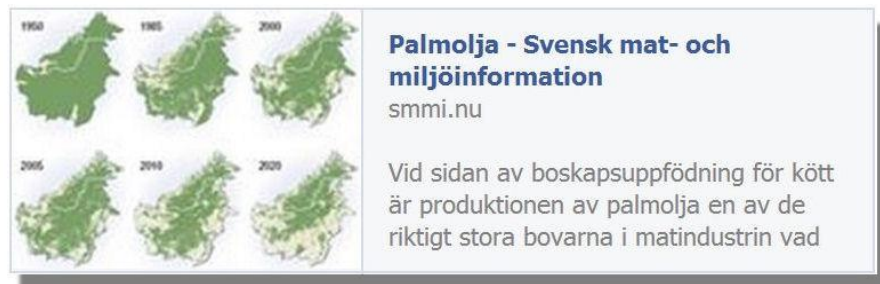 1950 1985 2000
2005 2010 2020
Palmolja - Svensk mat- och
miljöinformation
smmi.nu
Vid sidan av boskapsuppfödning för kött
är produktionen av palmolja en av de
riktigt stora bovarna i matindustrin vad